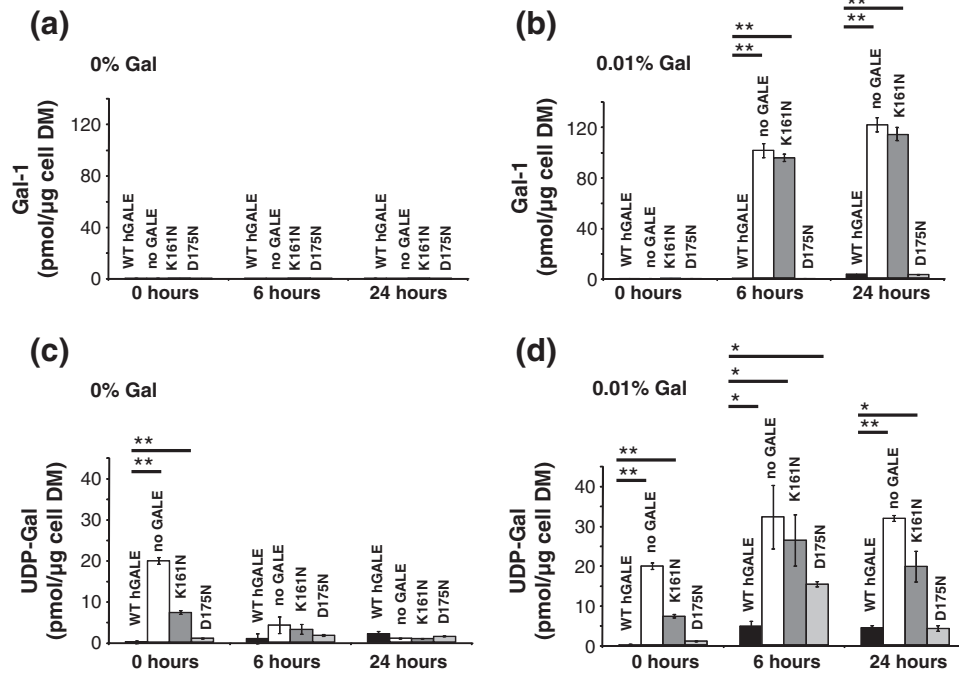 (a)
0% Gal
Gal-1
(pmol/µg cell DM)
120
80
40
0
WT hGALE
no GALE
K161N
D175N
WT hGALE
no GALE
K161N
D175N
WT hGALE
no GALE
K161N
D175N
0 hours
6 hours
24 hours
(b)
0.01% Gal
Gal-1
(pmol/µg cell DM)
120
80
40
0
**
**
**
**
WT hGALE
no GALE
K161N
D175N
WT hGALE
no GALE
K161N
D175N
WT hGALE
no GALE
K161N
D175N
0 hours
6 hours
24 hours
(c)
0% Gal
UDP-Gal
(pmol/µg cell DM)
40
30
20
10
0
**
**
WT hGALE
no GALE
K161N
D175N
WT hGALE
no GALE
K161N
D175N
WT hGALE
no GALE
K161N
D175N
0 hours
6 hours
24 hours
(d)
0.01% Gal
UDP-Gal
(pmol/µg cell DM)
40
30
20
10
0
**
**
*
*
*
*
**
WT hGALE
no GALE
K161N
D175N
WT hGALE
no GALE
K161N
D175N
WT hGALE
no GALE
K161N
D175N
0 hours
6 hours
24 hours